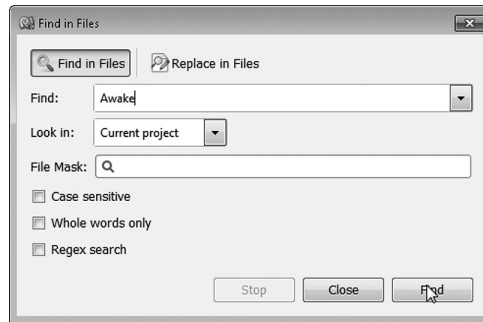 Find in Files
Find in Files Replace in Files
Find: Awake
Look in: Current project
File Mask:
Case sensitive
Whole words only
Regex search
Stop Close Find